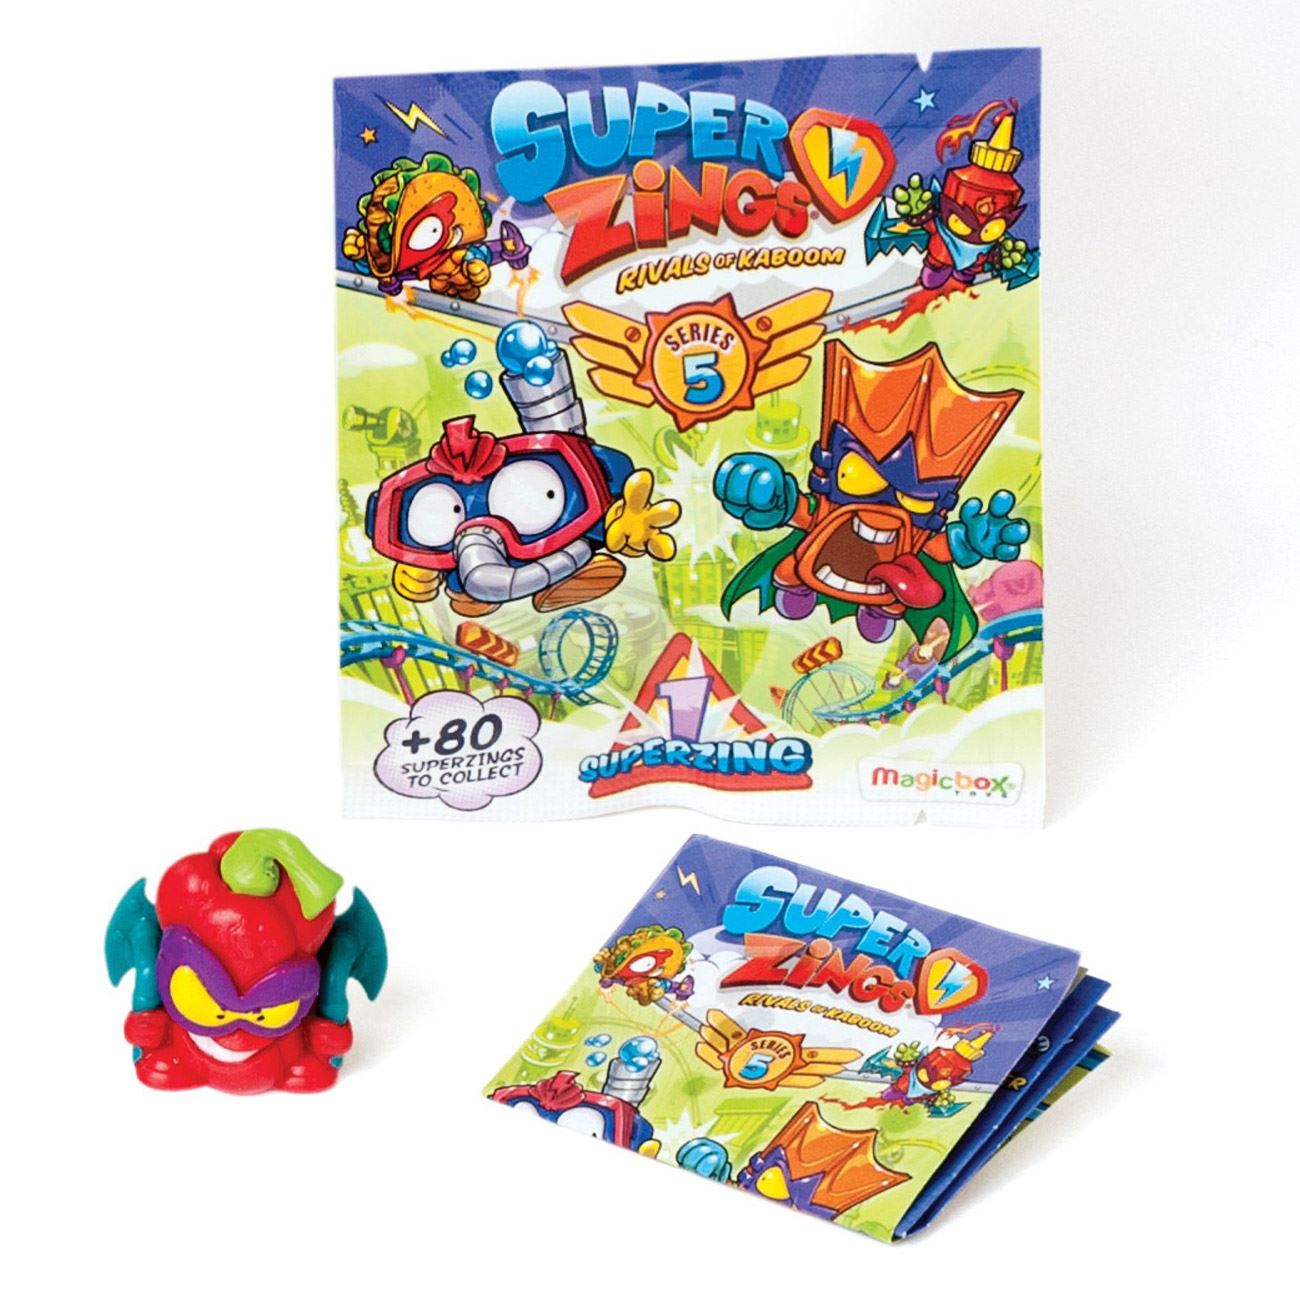 SUPER
ZINGS®
RIVALS OF KABOOM
SERIES
5
+80
SUPERZINGS
TO COLLECT
1
SUPERZING
magicbox®
TOYS
SUPER
ZINGS®
RIVALS OF KABOOM
SERIES
5